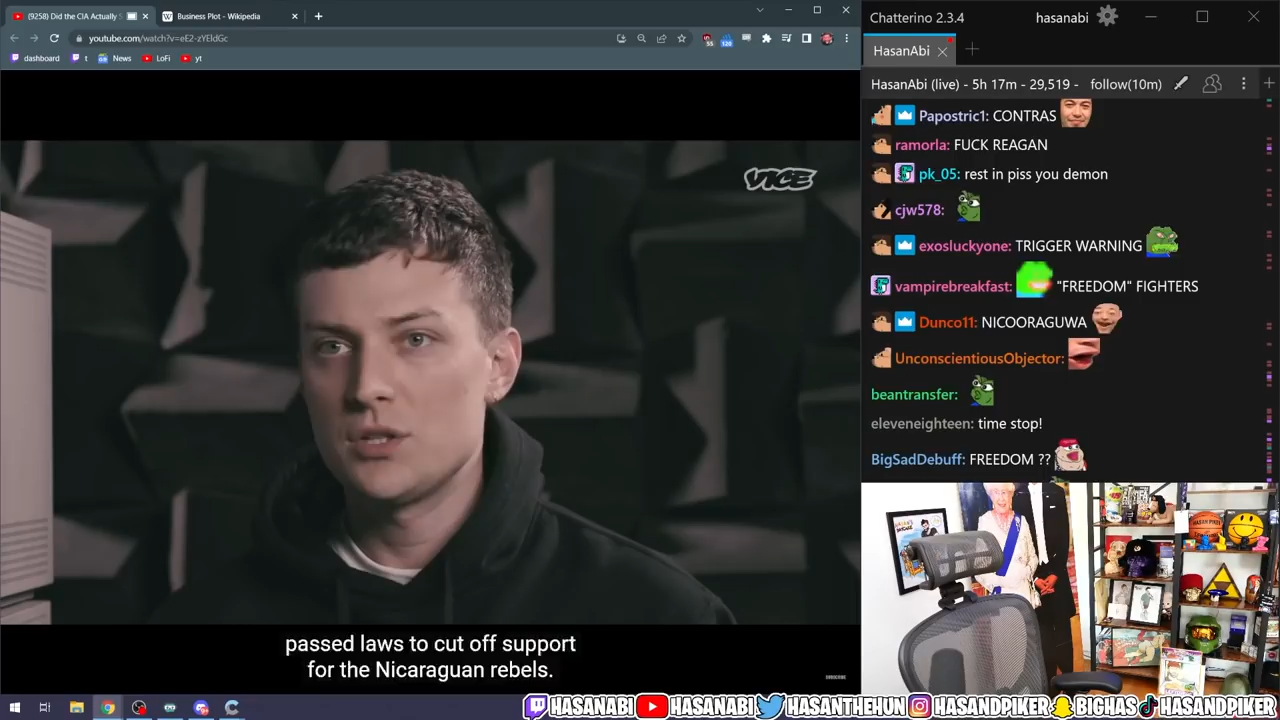 (9258) Did the CIA Actually S
Business Plot - Wikipedia
youtube.com/watch?v=eE2-zYEldGc
dashboard
t
News
LoFi
yt
VICE
passed laws to cut off support
for the Nicaraguan rebels.
SUBSCRIBE
Chatterino 2.3.4
hasanabi
HasanAbi
HasanAbi (live) - 5h 17m - 29,519 - follow(10m)
Papostric1: CONTRAS
ramorla: FUCK REAGAN
pk_05: rest in piss you demon
cjw578:
exosluckyone: TRIGGER WARNING
vampirebreakfast: "FREEDOM" FIGHTERS
Dunco11: NICOORAGUWA
UnconscientiousObjector:
beantransfer:
eleveneighteen: time stop!
BigSadDebuff: FREEDOM ??
HASAN PIKER
HASANABI HASANABI HASANTHEHUN HASANDPIKER BIGHAS HASANDPIKER